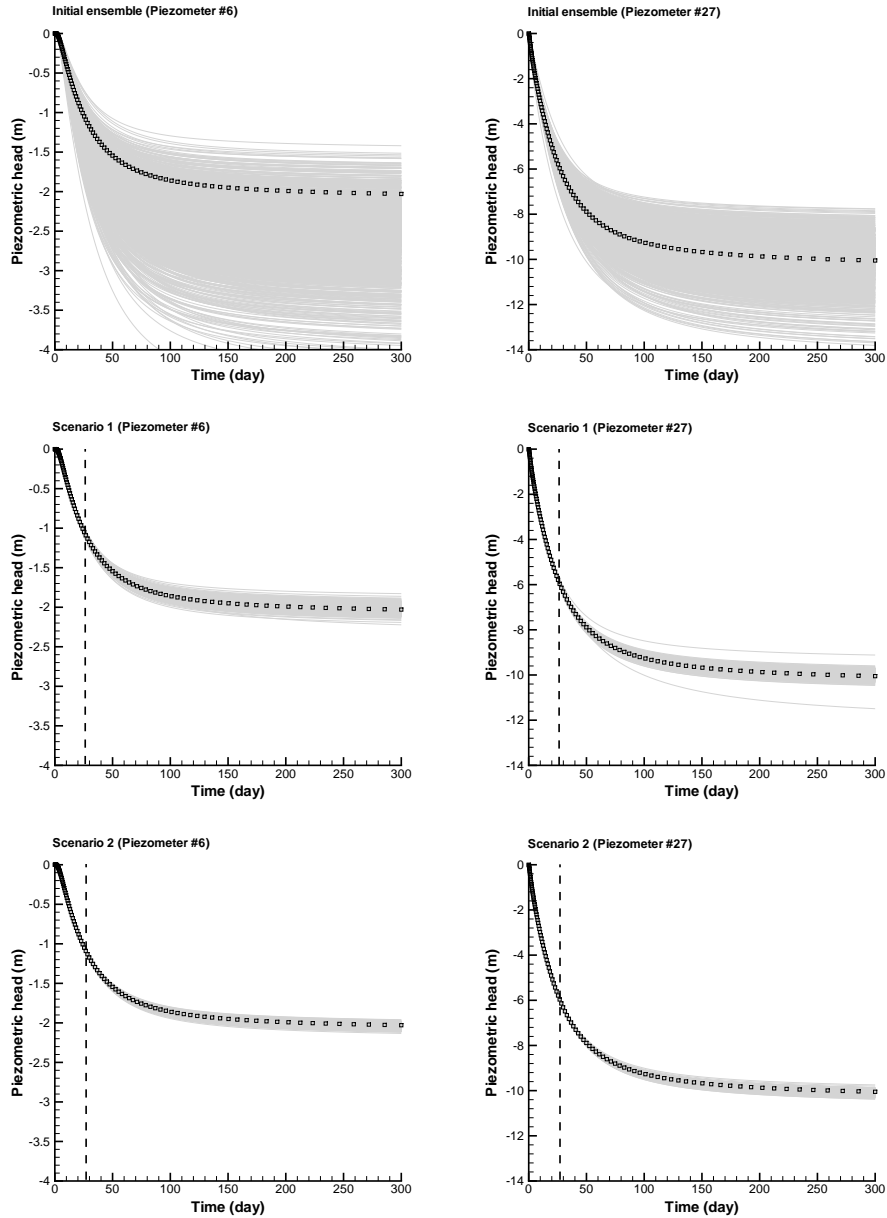 Initial ensemble (Piezometer #6)
Piezometric head (m)
0
-0.5
-1
-1.5
-2
-2.5
-3
-3.5
-4
0 50 100 150 200 250 300
Time (day)
Initial ensemble (Piezometer #27)
Piezometric head (m)
0
-2
-4
-6
-8
-10
-12
-14
0 50 100 150 200 250 300
Time (day)
Scenario 1 (Piezometer #6)
Piezometric head (m)
0
-0.5
-1
-1.5
-2
-2.5
-3
-3.5
-4
0 50 100 150 200 250 300
Time (day)
Scenario 1 (Piezometer #27)
Piezometric head (m)
0
-2
-4
-6
-8
-10
-12
-14
0 50 100 150 200 250 300
Time (day)
Scenario 2 (Piezometer #6)
Piezometric head (m)
0
-0.5
-1
-1.5
-2
-2.5
-3
-3.5
-4
0 50 100 150 200 250 300
Time (day)
Scenario 2 (Piezometer #27)
Piezometric head (m)
0
-2
-4
-6
-8
-10
-12
-14
0 50 100 150 200 250 300
Time (day)